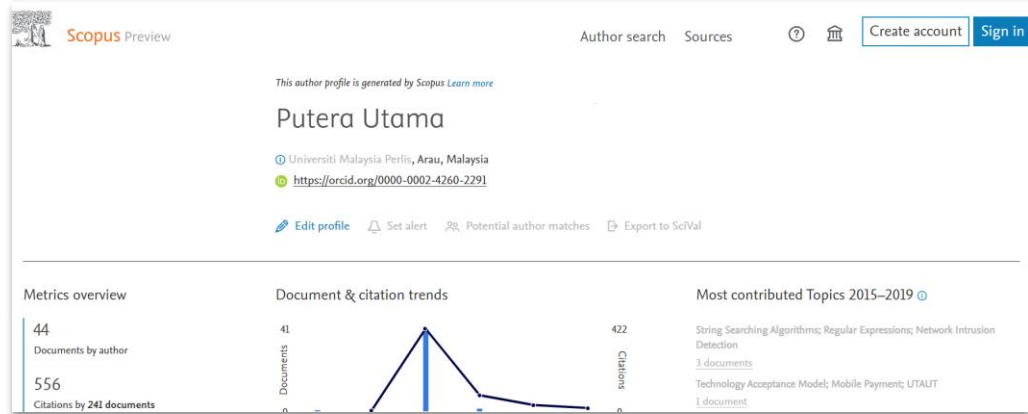 Scopus Preview
Author search Sources Create account Sign in
This author profile is generated by Scopus Learn more
Putera Utama
Universiti Malaysia Perlis, Arau, Malaysia
https://orcid.org/0000-0002-4260-2291
Edit profile Set alert Potential author matches Export to SciVal
Metrics overview
44
Documents by author
556
Citations by 241 documents
Document & citation trends
41
Documents
0
422
Citations
0
Most contributed Topics 2015–2019
String Searching Algorithms; Regular Expressions; Network Intrusion
Detection
3 documents
Technology Acceptance Model; Mobile Payment; UTAUT
1 document